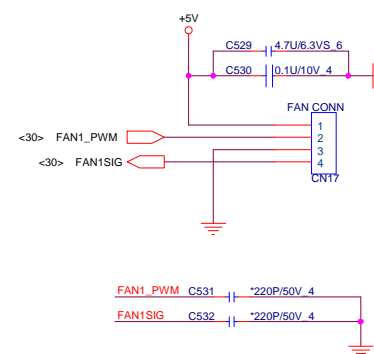 +5V
C529 4.7U/6.3VS_6
C530 0.1U/10V_4
FAN CONN
1
<30> FAN1_PWM 2
3
<30> FAN1SIG 4
CN17
FAN1_PWM C531 *220P/50V_4
FAN1SIG C532 *220P/50V_4